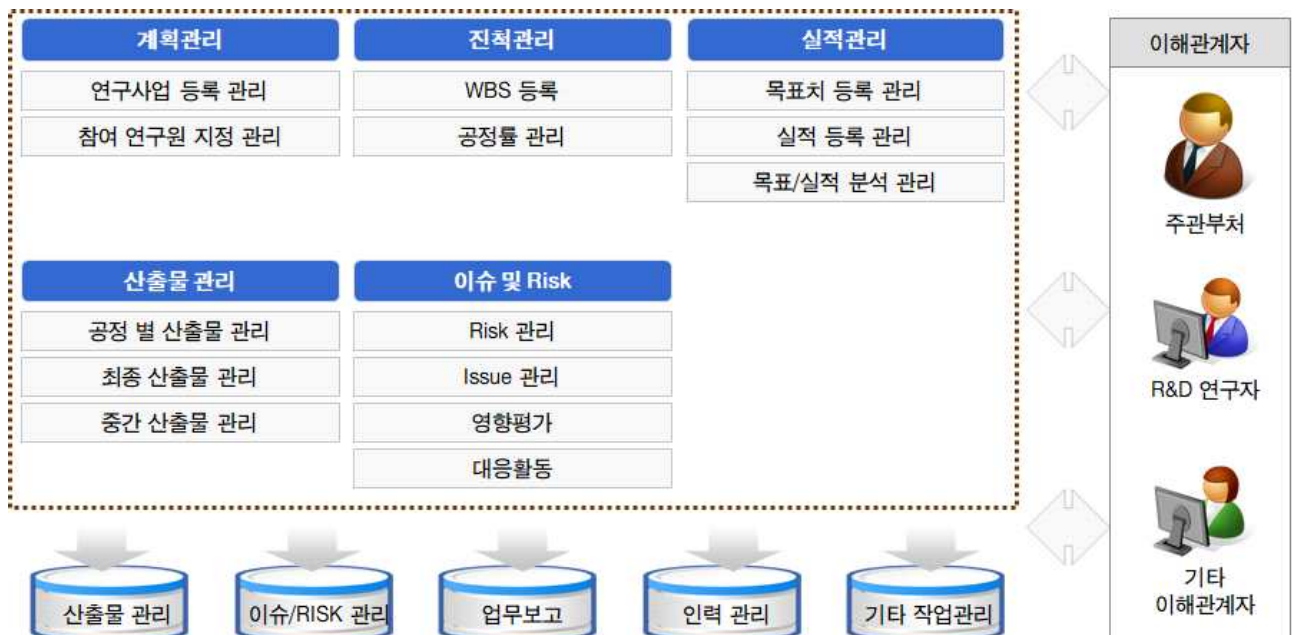 계획관리
연구사업 등록 관리
참여 연구원 지정 관리
진척관리
WBS 등록
공정률 관리
실적관리
목표치 등록 관리
실적 등록 관리
목표/실적 분석 관리
산출물 관리
공정 별 산출물 관리
최종 산출물 관리
중간 산출물 관리
이슈 및 Risk
Risk 관리
Issue 관리
영향평가
대응활동
이해관계자
주관부처
R&D 연구자
기타
이해관계자
산출물 관리
이슈/RISK 관리
업무보고
인력 관리
기타 작업관리